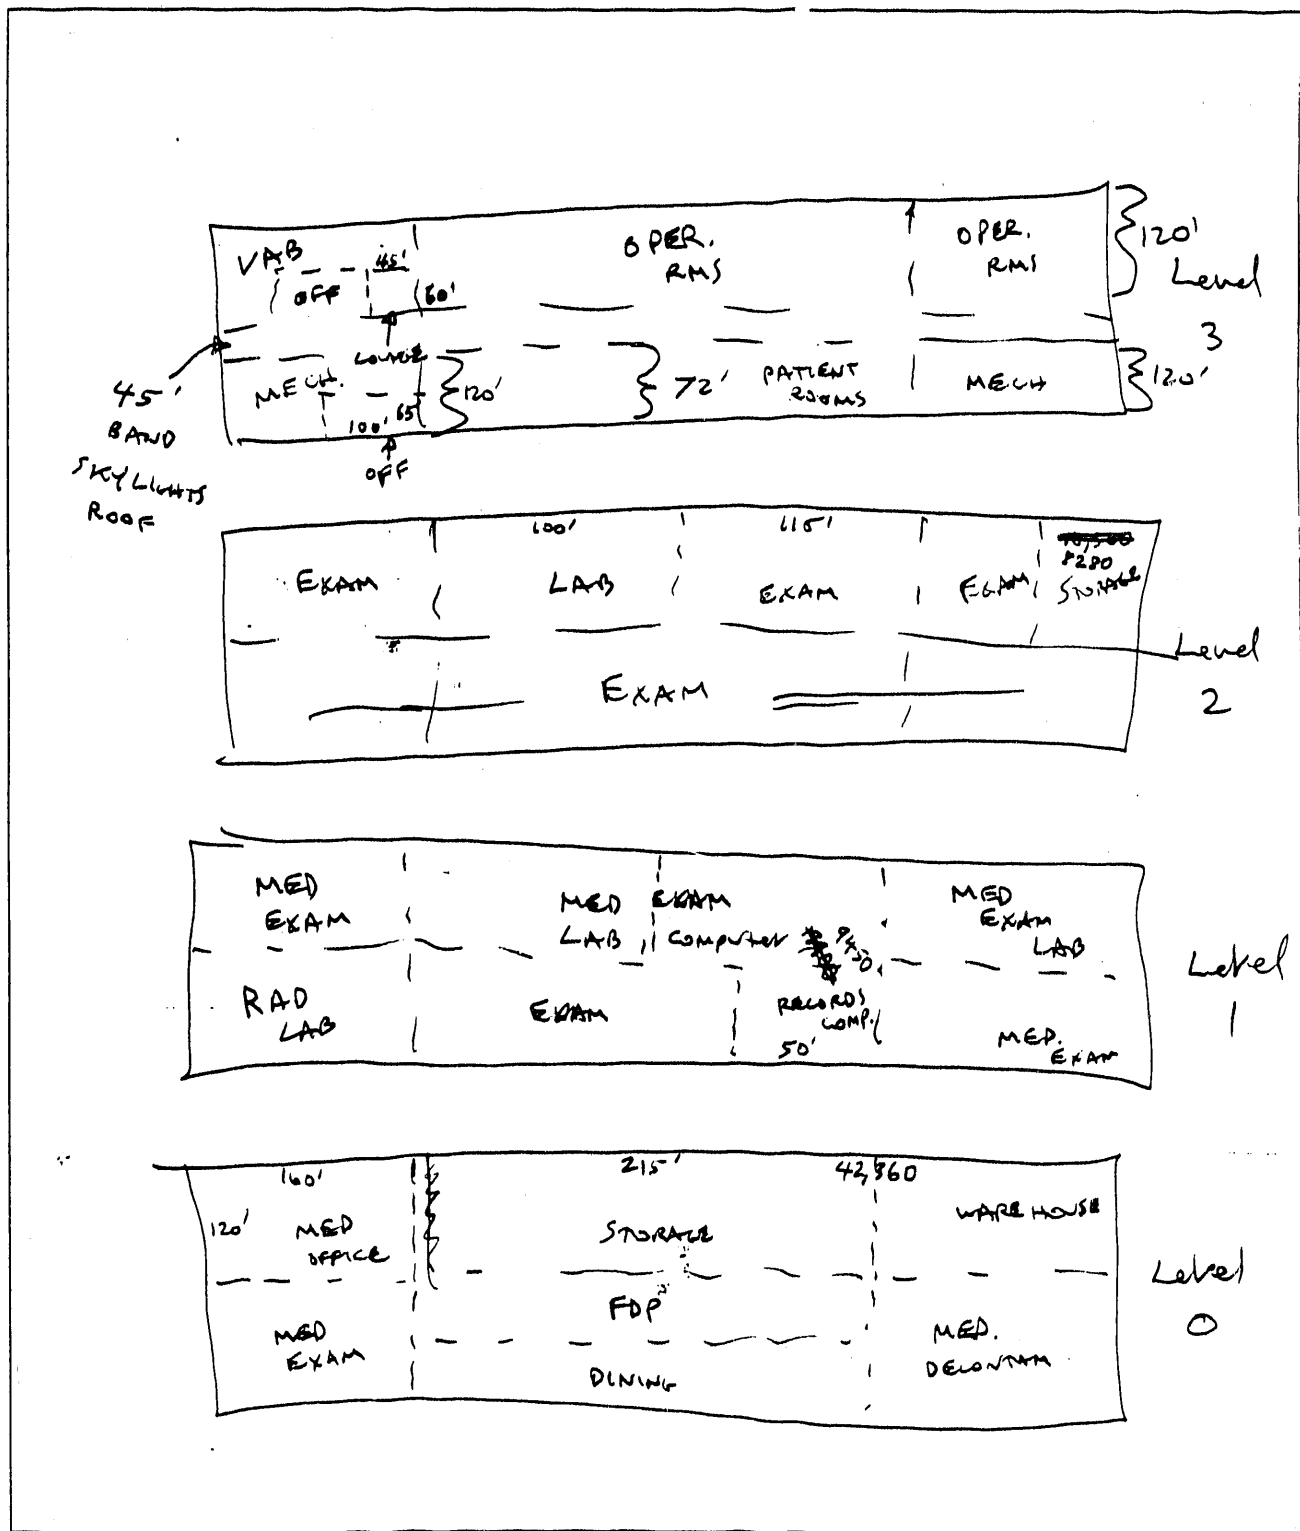 VAB
OFF
45'
60'
OPER.
RMS
OPER.
RMS
120'
Level
3
LOUNGE
MECH.
65
100'
OFF
120'
72'
PATIENT
ROOMS
MECH
120'
45'
BAND
SKYLIGHTS
ROOF
EXAM
100'
LAB
115'
EXAM
EXAM
8280
STORAGE
EXAM
Level
2
MED
EXAM
MED
LAB
EXAM
COMPUTER
9450
MED
EXAM
LAB
RAD
LAB
EXAM
RECORDS
COMP.
50'
MED.
EXAM
Level
1
160'
120'
MED
OFFICE
215'
STORAGE
42,360
WAREHOUSE
MED
EXAM
FDP
DINING
MED.
DECONTAM
Level
0